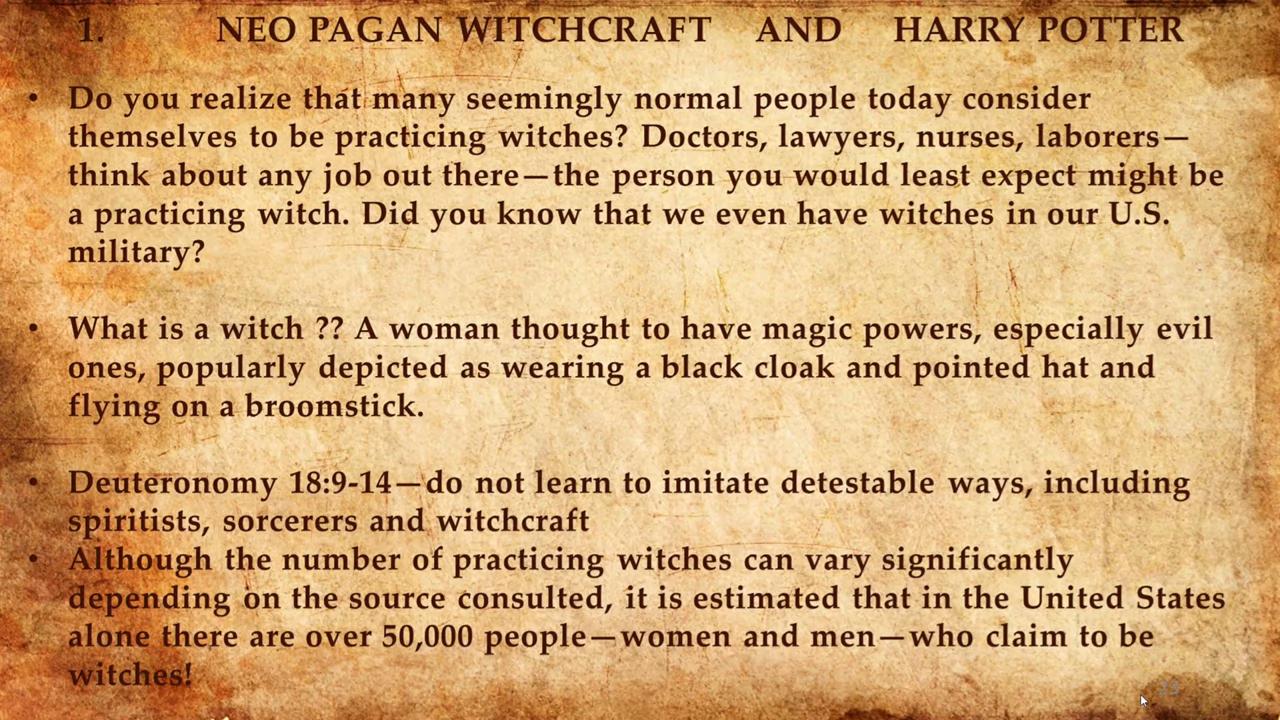 1. NEO PAGAN WITCHCRAFT AND HARRY POTTER
• Do you realize that many seemingly normal people today consider
themselves to be practicing witches? Doctors, lawyers, nurses, laborers—
think about any job out there—the person you would least expect might be
a practicing witch. Did you know that we even have witches in our U.S.
military?
• What is a witch ?? A woman thought to have magic powers, especially evil
ones, popularly depicted as wearing a black cloak and pointed hat and
flying on a broomstick.
• Deuteronomy 18:9-14—do not learn to imitate detestable ways, including
spiritists, sorcerers and witchcraft
• Although the number of practicing witches can vary significantly
depending on the source consulted, it is estimated that in the United States
alone there are over 50,000 people—women and men—who claim to be
witches!